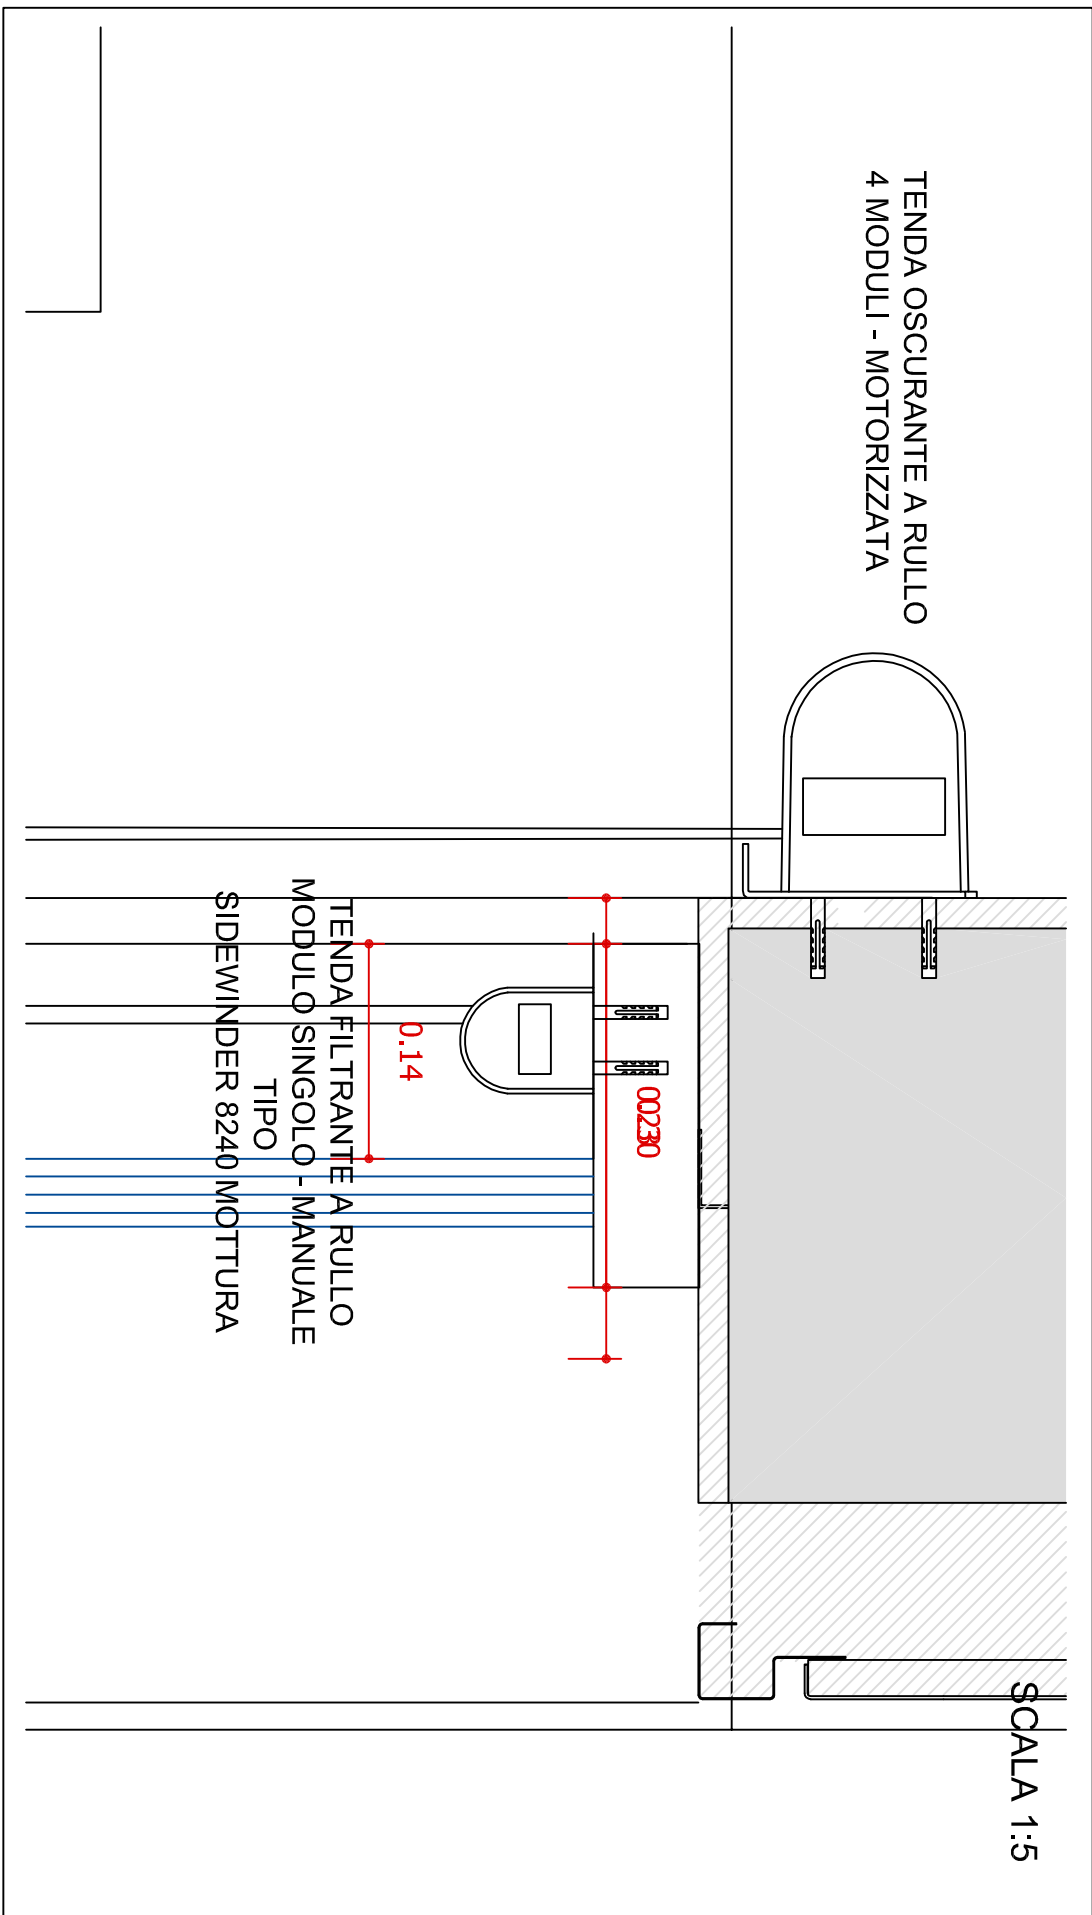 SCALA 1:5
TENDA OSCURANTE A RULLO
4 MODULI - MOTORIZZATA
0.14
TENDA FILTRANTE A RULLO
MODULO SINGOLO - MANUALE
TIPO
SIDEWINDER 8240 MOTTURA